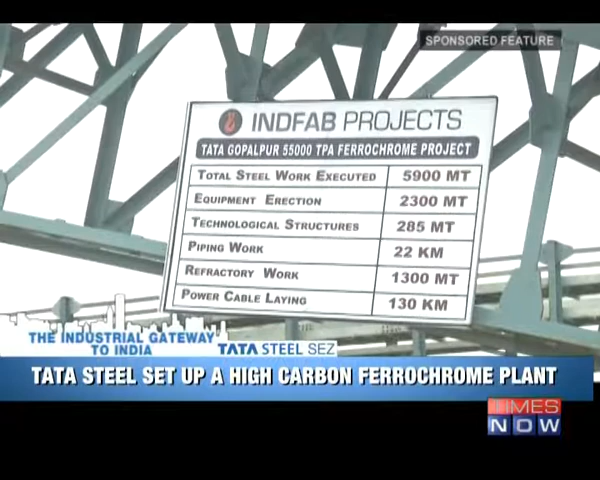 SPONSORED FEATURE
INDFAB PROJECTS
TATA GOPALPUR 55000 TPA FERROCHROME PROJECT
TOTAL STEEL WORK EXECUTED 5900 MT
EQUIPMENT ERECTION 2300 MT
TECHNOLOGICAL STRUCTURES 285 MT
PIPING WORK 22 KM
REFRACTORY WORK 1300 MT
POWER CABLE LAYING 130 KM
THE INDUSTRIAL GATEWAY
TO INDIA
TATA STEEL SEZ
TATA STEEL SET UP A HIGH CARBON FERROCHROME PLANT
TIMES
NOW